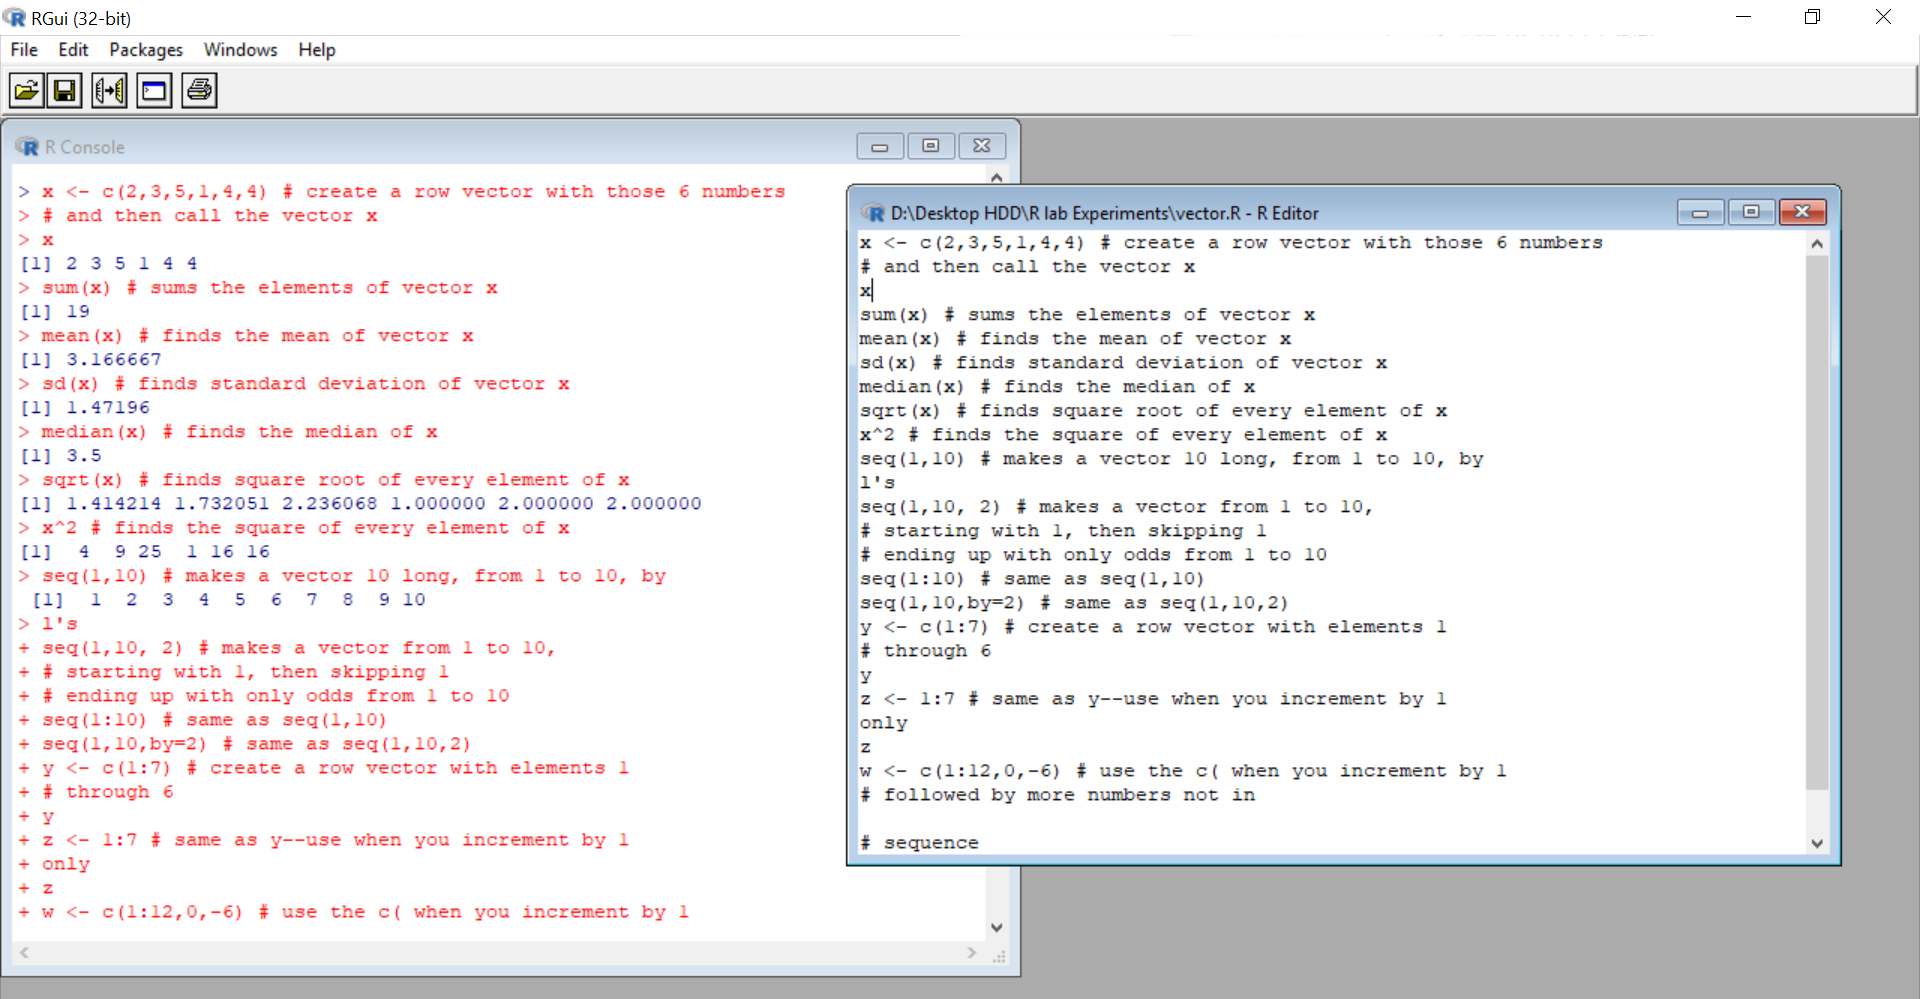 RGui (32-bit)
File Edit Packages Windows Help
R Console
> x <- c(2,3,5,1,4,4) # create a row vector with those 6 numbers
> # and then call the vector x
> x
[1] 2 3 5 1 4 4
> sum(x) # sums the elements of vector x
[1] 19
> mean(x) # finds the mean of vector x
[1] 3.166667
> sd(x) # finds standard deviation of vector x
[1] 1.47196
> median(x) # finds the median of x
[1] 3.5
> sqrt(x) # finds square root of every element of x
[1] 1.414214 1.732051 2.236068 1.000000 2.000000 2.000000
> x^2 # finds the square of every element of x
[1]  4  9 25  1 16 16
> seq(1,10) # makes a vector 10 long, from 1 to 10, by
 [1]  1  2  3  4  5  6  7  8  9 10
> 1's
+ seq(1,10, 2) # makes a vector from 1 to 10,
+ # starting with 1, then skipping 1
+ # ending up with only odds from 1 to 10
+ seq(1:10) # same as seq(1,10)
+ seq(1,10,by=2) # same as seq(1,10,2)
+ y <- c(1:7) # create a row vector with elements 1
+ # through 6
+ y
+ z <- 1:7 # same as y--use when you increment by 1
+ only
+ z
+ w <- c(1:12,0,-6) # use the c( when you increment by 1
D:\Desktop HDD\R lab Experiments\vector.R - R Editor
x <- c(2,3,5,1,4,4) # create a row vector with those 6 numbers
# and then call the vector x
x
sum(x) # sums the elements of vector x
mean(x) # finds the mean of vector x
sd(x) # finds standard deviation of vector x
median(x) # finds the median of x
sqrt(x) # finds square root of every element of x
x^2 # finds the square of every element of x
seq(1,10) # makes a vector 10 long, from 1 to 10, by
1's
seq(1,10, 2) # makes a vector from 1 to 10,
# starting with 1, then skipping 1
# ending up with only odds from 1 to 10
seq(1:10) # same as seq(1,10)
seq(1,10,by=2) # same as seq(1,10,2)
y <- c(1:7) # create a row vector with elements 1
# through 6
y
z <- 1:7 # same as y--use when you increment by 1
only
z
w <- c(1:12,0,-6) # use the c( when you increment by 1
# followed by more numbers not in
# sequence